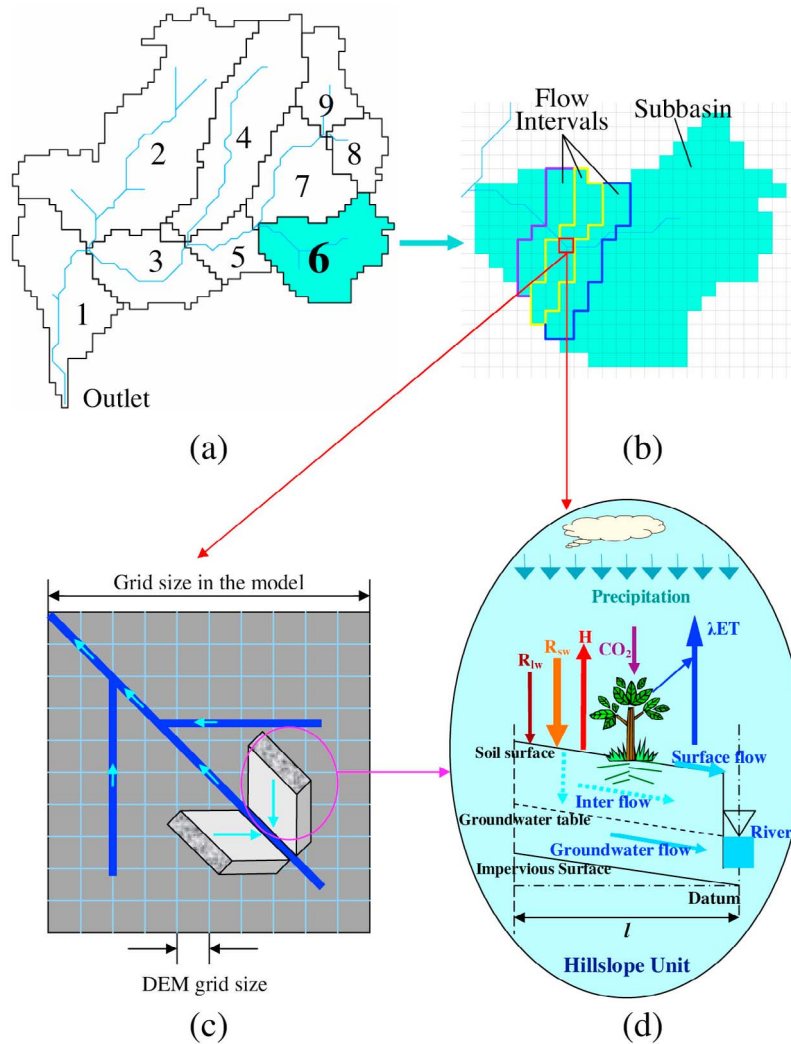 9
2
4
8
7
3
5
6
1
Outlet
(a)
Flow
Intervals
Subbasin
(b)
Grid size in the model
DEM grid size
(c)
Precipitation
λET
H
CO2
Rsw
Rlw
Soil surface
Surface flow
Inter flow
Groundwater table
River
Groundwater flow
Impervious Surface
Datum
l
Hillslope Unit
(d)